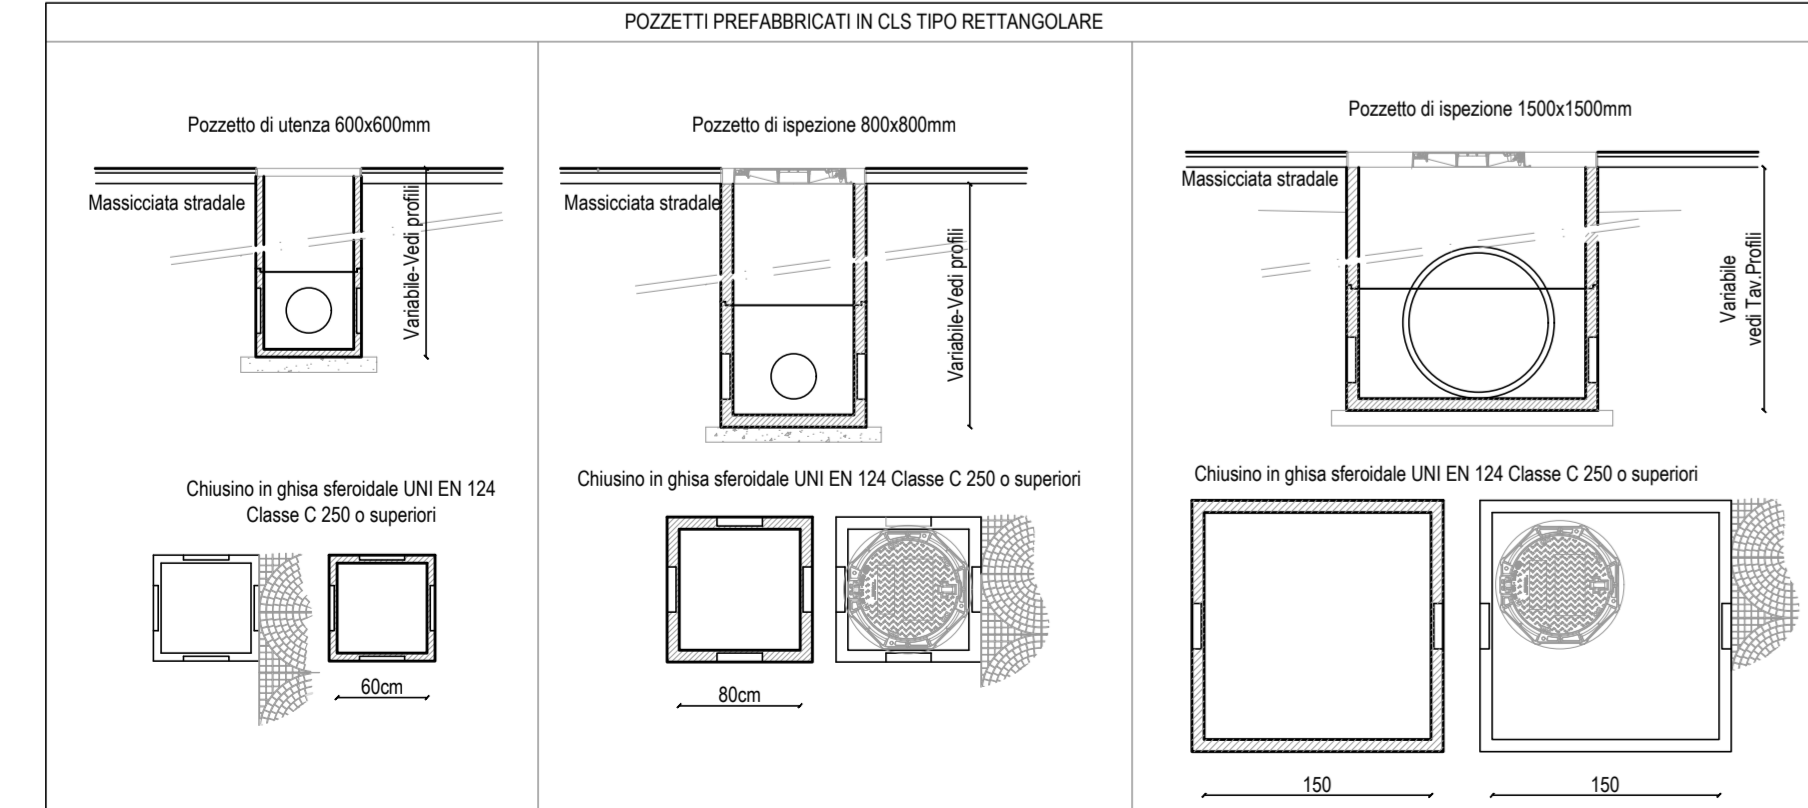 POZZETTI PREFABBRICATI IN CLS TIPO RETTANGOLARE
Pozzetto di utenza 600x600mm
Massicciata stradale
Variabile-Vedi profili
Chiusino in ghisa sferoidale UNI EN 124
Classe C 250 o superiori
60cm
Pozzetto di ispezione 800x800mm
Massicciata stradale
Variabile-Vedi profili
Chiusino in ghisa sferoidale UNI EN 124 Classe C 250 o superiori
80cm
Pozzetto di ispezione 1500x1500mm
Massicciata stradale
Variabile
vedi Tav.Profili
Chiusino in ghisa sferoidale UNI EN 124 Classe C 250 o superiori
150
150